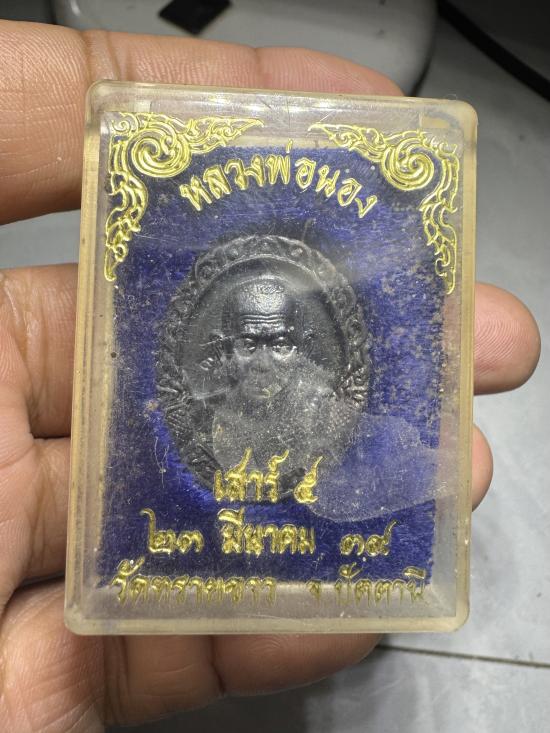 หลวงพ่อนอง
เสาร์ ๕
๒๓ มีนาคม ๓๙
วัดทรายขาว จ.ปัตตานี